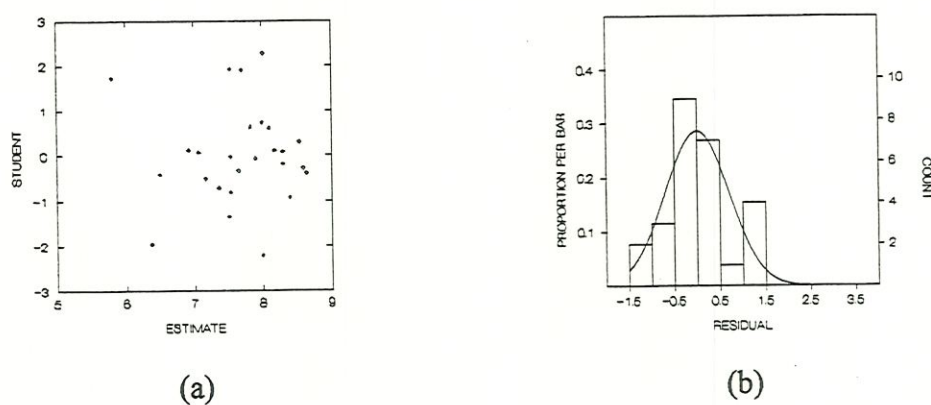 3
2
1
0
-1
-2
-3
STUDENT
5 6 7 8 9
ESTIMATE
(a)
0.4
0.3
0.2
0.1
PROPORTION PER BAR
10
8
6
4
2
COUNT
-1.5 -0.5 0.5 1.5 2.5 3.5
RESIDUAL
(b)